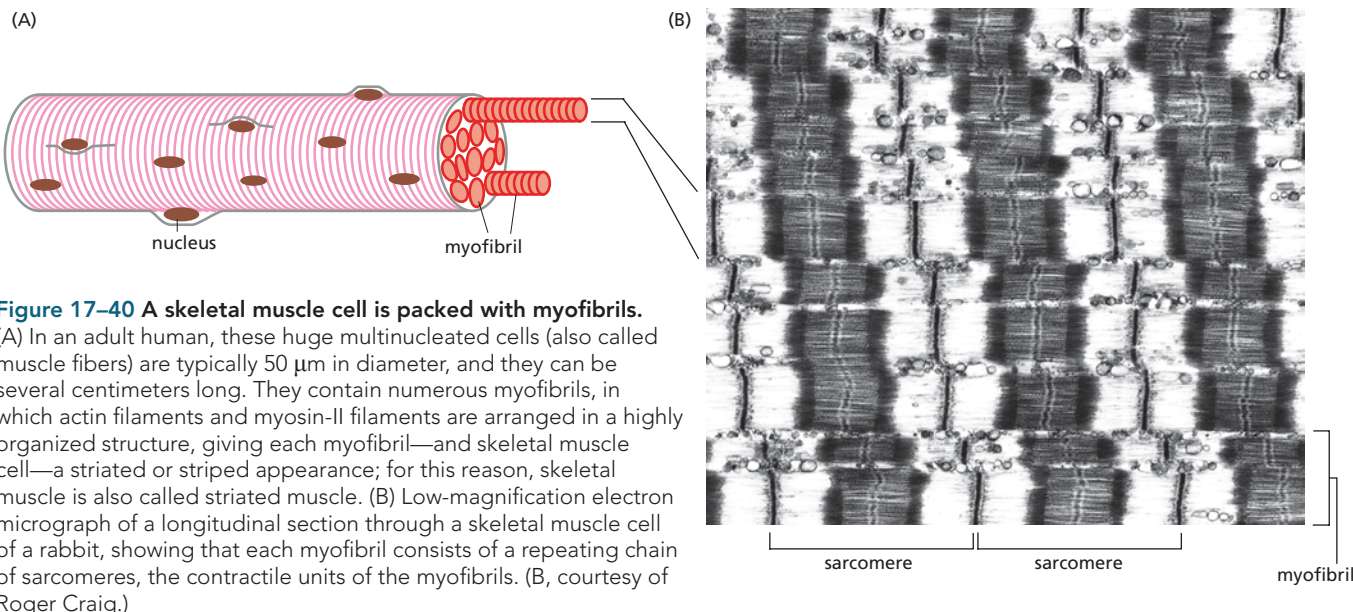 (A)
(B)
nucleus
myofibril
Figure 17–40 A skeletal muscle cell is packed with myofibrils.
(A) In an adult human, these huge multinucleated cells (also called
muscle fibers) are typically 50 μm in diameter, and they can be
several centimeters long. They contain numerous myofibrils, in
which actin filaments and myosin-II filaments are arranged in a highly
organized structure, giving each myofibril—and skeletal muscle
cell—a striated or striped appearance; for this reason, skeletal
muscle is also called striated muscle. (B) Low-magnification electron
micrograph of a longitudinal section through a skeletal muscle cell
of a rabbit, showing that each myofibril consists of a repeating chain
of sarcomeres, the contractile units of the myofibrils. (B, courtesy of
Roger Craig.)
sarcomere
sarcomere
myofibril